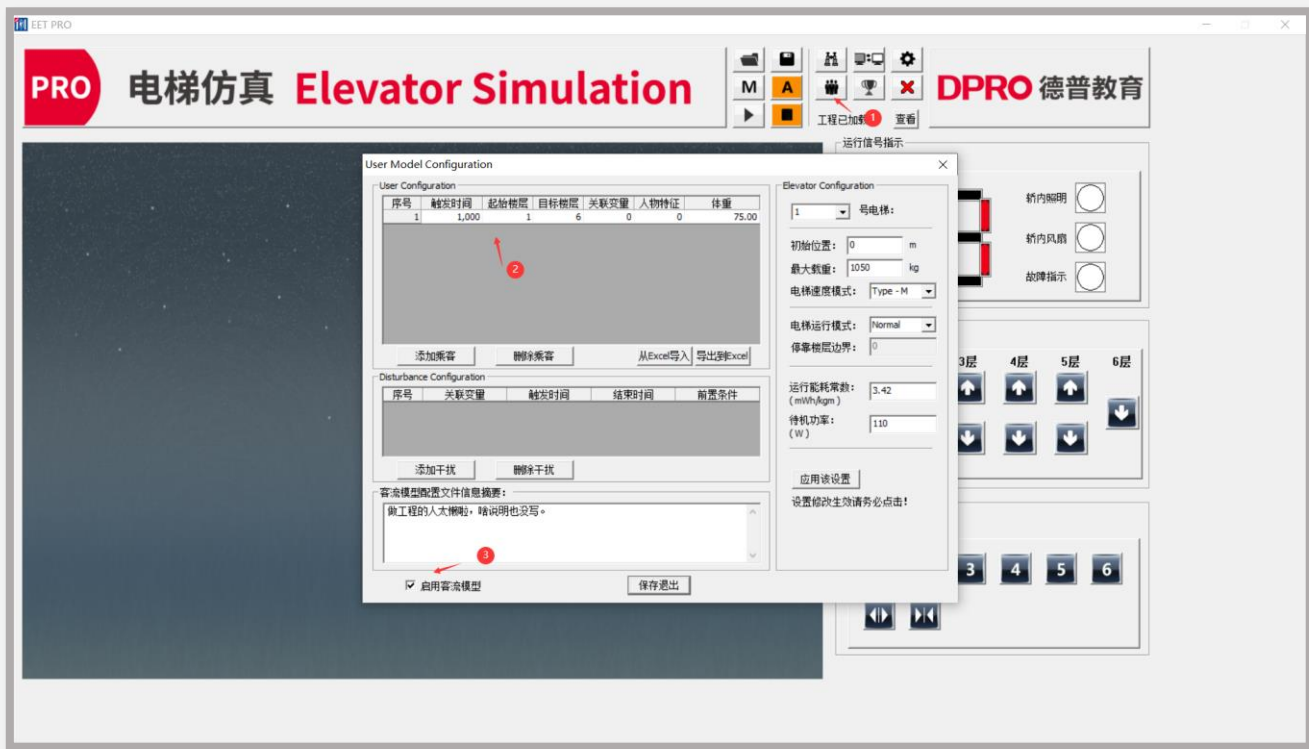 EET PRO
PRO 电梯仿真 Elevator Simulation
M A
工程已加载 1 查看
DPRO 德普教育
User Model Configuration
User Configuration
序号 触发时间 起始楼层 目标楼层 关联变量 人物特征 体重
1 1,000 1 6 0 0 75.00
2
添加乘客 删除乘客 从Excel导入 导出到Excel
Disturbance Configuration
序号 关联变量 触发时间 结束时间 前置条件
添加干扰 删除干扰
客流模型配置文件信息摘要：
做工程的人太懒啦，啥说明也没写。
3
启用客流模型 保存退出
Elevator Configuration
1 号电梯：
初始位置： 0 m
最大载重： 1050 kg
电梯速度模式： Type - M
电梯运行模式： Normal
停靠楼层边界： 0
运行能耗常数： 3.42
(mWh/kgm)
待机功率： 110
(W)
应用该设置
设置修改生效请务必点击！
运行信号指示
轿内照明
轿内风扇
故障指示
3层 4层 5层 6层
3 4 5 6